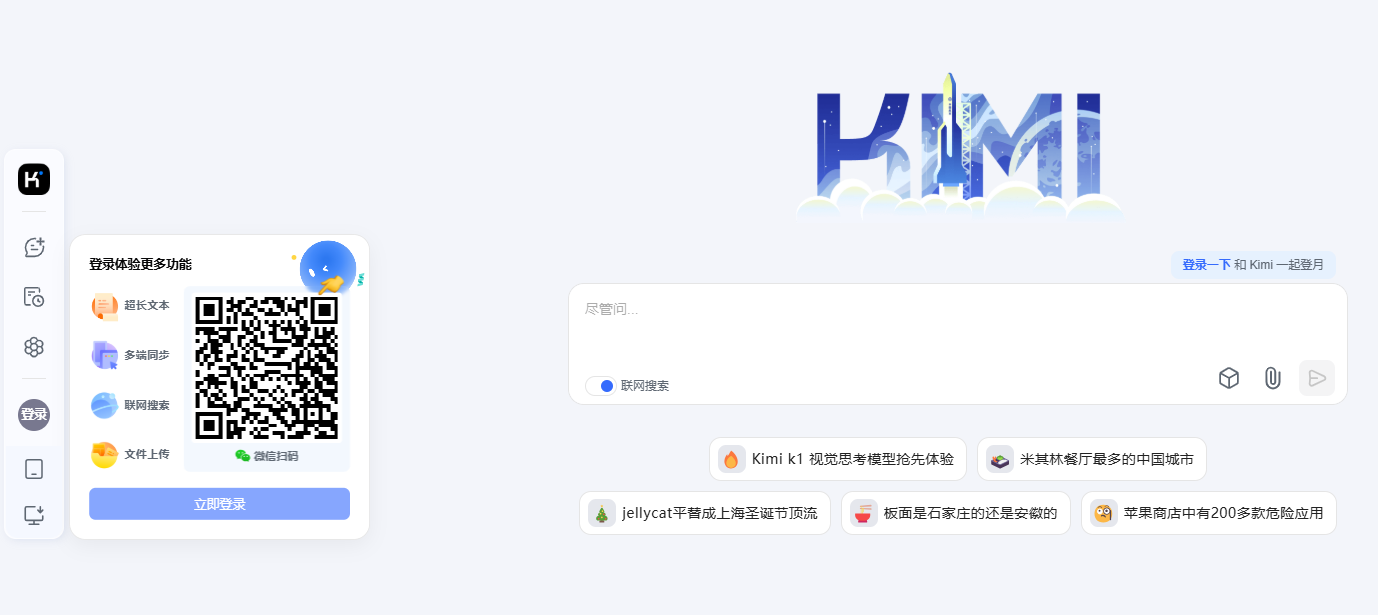 KIMI
登录体验更多功能
超长文本
多端同步
联网搜索
文件上传
微信扫码
立即登录
登录
登录一下 和 Kimi 一起登月
尽管问...
联网搜索
Kimi k1 视觉思考模型抢先体验
米其林餐厅最多的中国城市
jellycat平替成上海圣诞节顶流
板面是石家庄的还是安徽的
苹果商店中有200多款危险应用